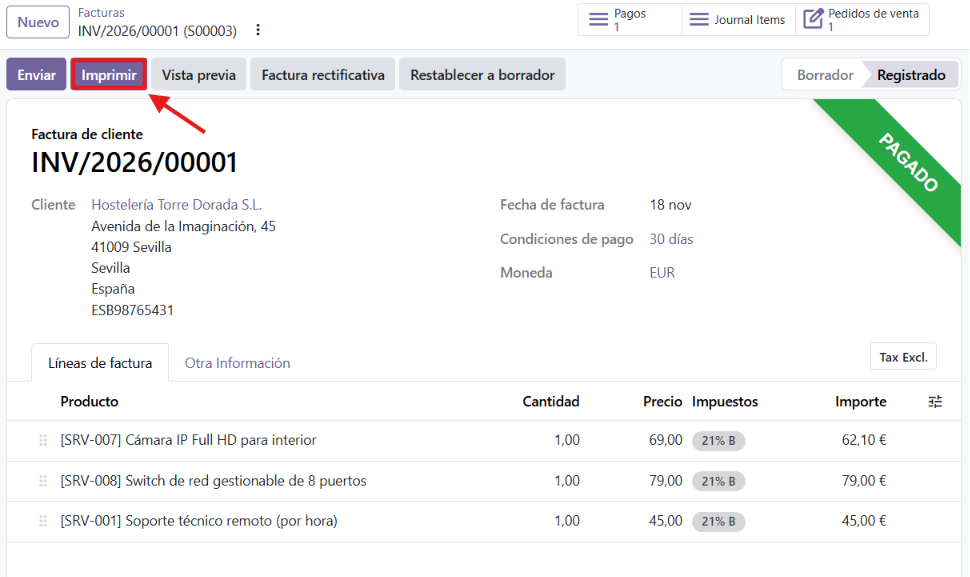 Nuevo
Facturas
INV/2026/00001 (S00003)
Pagos
1
Journal Items
Pedidos de venta
1
Enviar
Imprimir
Vista previa
Factura rectificativa
Restablecer a borrador
Borrador
Registrado
PAGADO
Factura de cliente
INV/2026/00001
Cliente
Hostelería Torre Dorada S.L.
Avenida de la Imaginación, 45
41009 Sevilla
Sevilla
España
ESB98765431
Fecha de factura 18 nov
Condiciones de pago 30 días
Moneda EUR
Líneas de factura
Otra Información
Tax Excl.
Producto Cantidad Precio Impuestos Importe
[SRV-007] Cámara IP Full HD para interior 1,00 69,00 21% B 62,10 €
[SRV-008] Switch de red gestionable de 8 puertos 1,00 79,00 21% B 79,00 €
[SRV-001] Soporte técnico remoto (por hora) 1,00 45,00 21% B 45,00 €